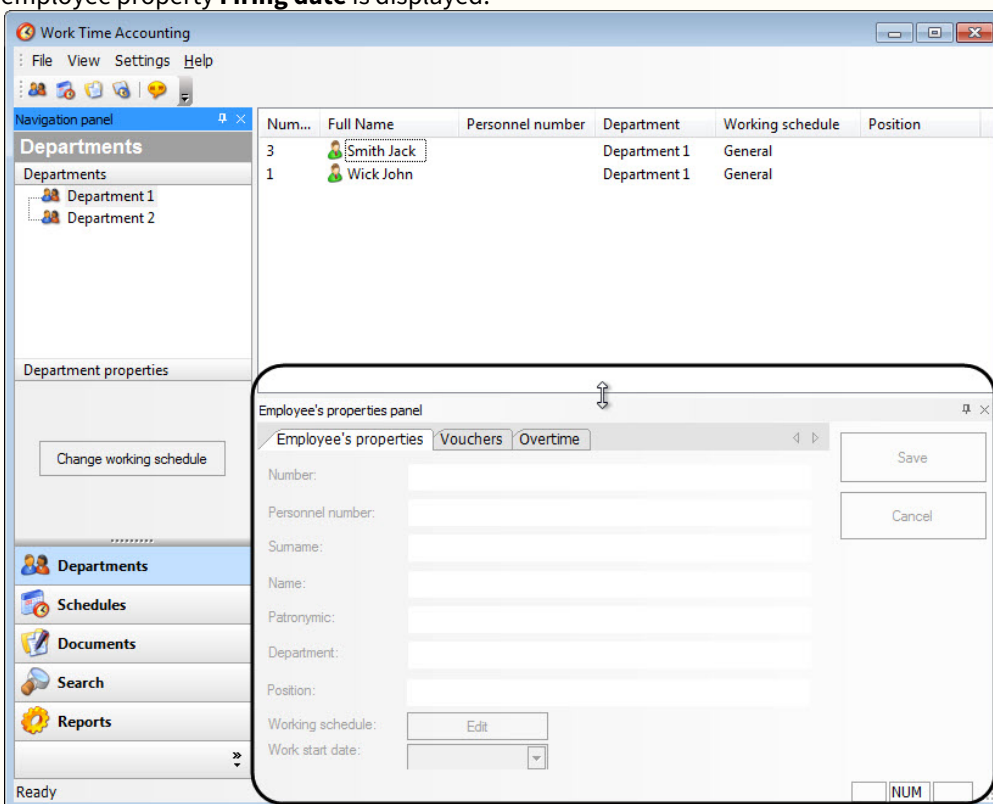 employee property Firing date is displayed.
Work Time Accounting
File View Settings Help
Navigation panel
Departments
Departments
Department 1
Department 2
Department properties
Change working schedule
Departments
Schedules
Documents
Search
Reports
Ready
Num... Full Name Personnel number Department Working schedule Position
3 Smith Jack Department 1 General
1 Wick John Department 1 General
Employee's properties panel
Employee's properties Vouchers Overtime
Number:
Personnel number:
Surname:
Name:
Patronymic:
Department:
Position:
Working schedule: Edit
Work start date:
Save
Cancel
NUM